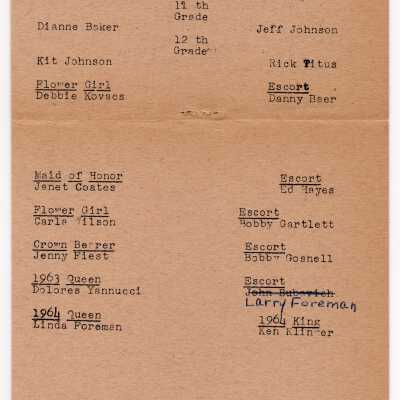 11 th
Grade
Dianne Baker Jeff Johnson
12 th
Grade
Kit Johnson Rick Titus
Flower Girl Escort
Debbie Kovacs Danny Baer
Maid of Honor Escort
Janet Coates Ed Hayes
Flower Girl Escort
Carla Wilson Bobby Gartlett
Crown Bearer Escort
Jenny Fiest Bobby Gosnell
1963 Queen Escort
Dolores Yannucci John Bubovich
Larry Foreman
1964 Queen 1964 King
Linda Foreman Ken Klinger